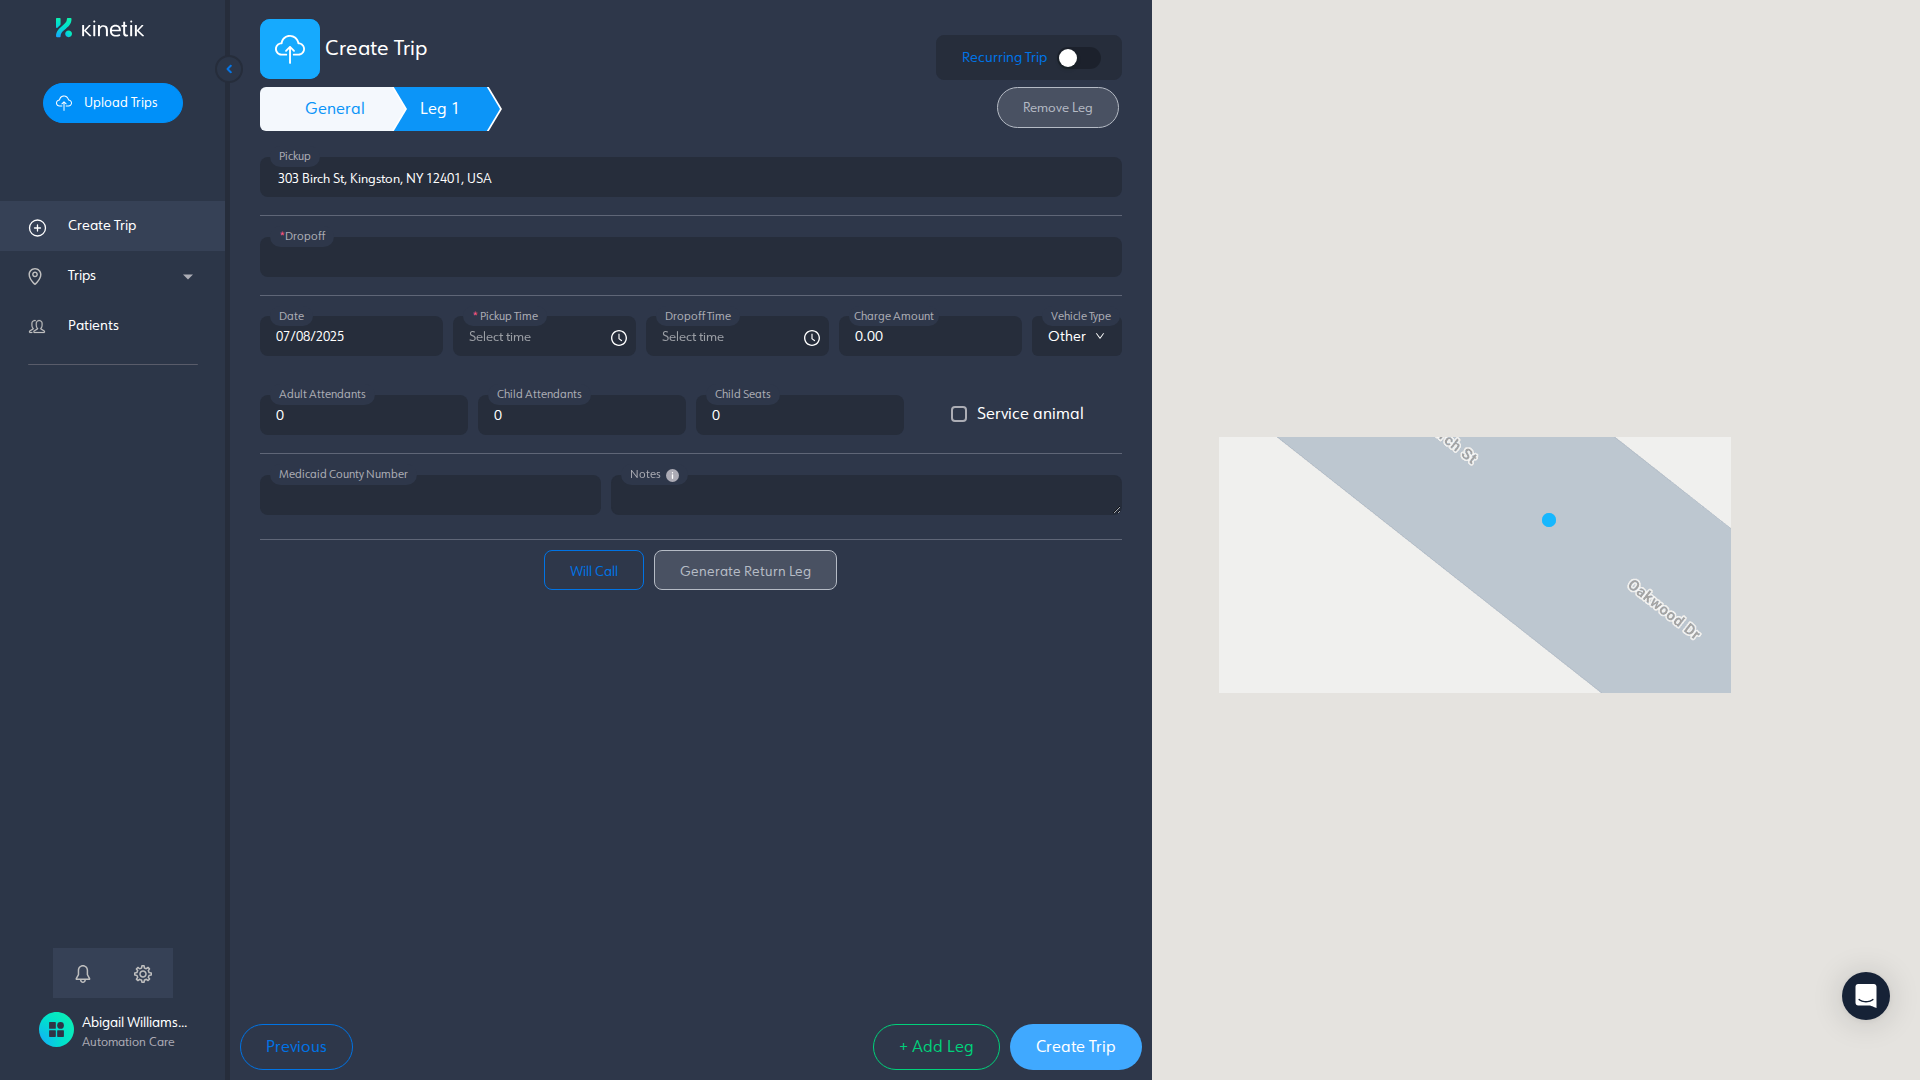 kinetik
Upload Trips
Create Trip
Trips
Patients
Abigail Williams...
Automation Care
Create Trip
Recurring Trip
General
Leg 1
Remove Leg
Pickup
303 Birch St, Kingston, NY 12401, USA
*Dropoff
Date
07/08/2025
* Pickup Time
Select time
Dropoff Time
Select time
Charge Amount
0.00
Vehicle Type
Other
Adult Attendants
0
Child Attendants
0
Child Seats
0
Service animal
Medicaid County Number
Notes
Will Call
Generate Return Leg
Previous
+ Add Leg
Create Trip
ch St
Oakwood Dr